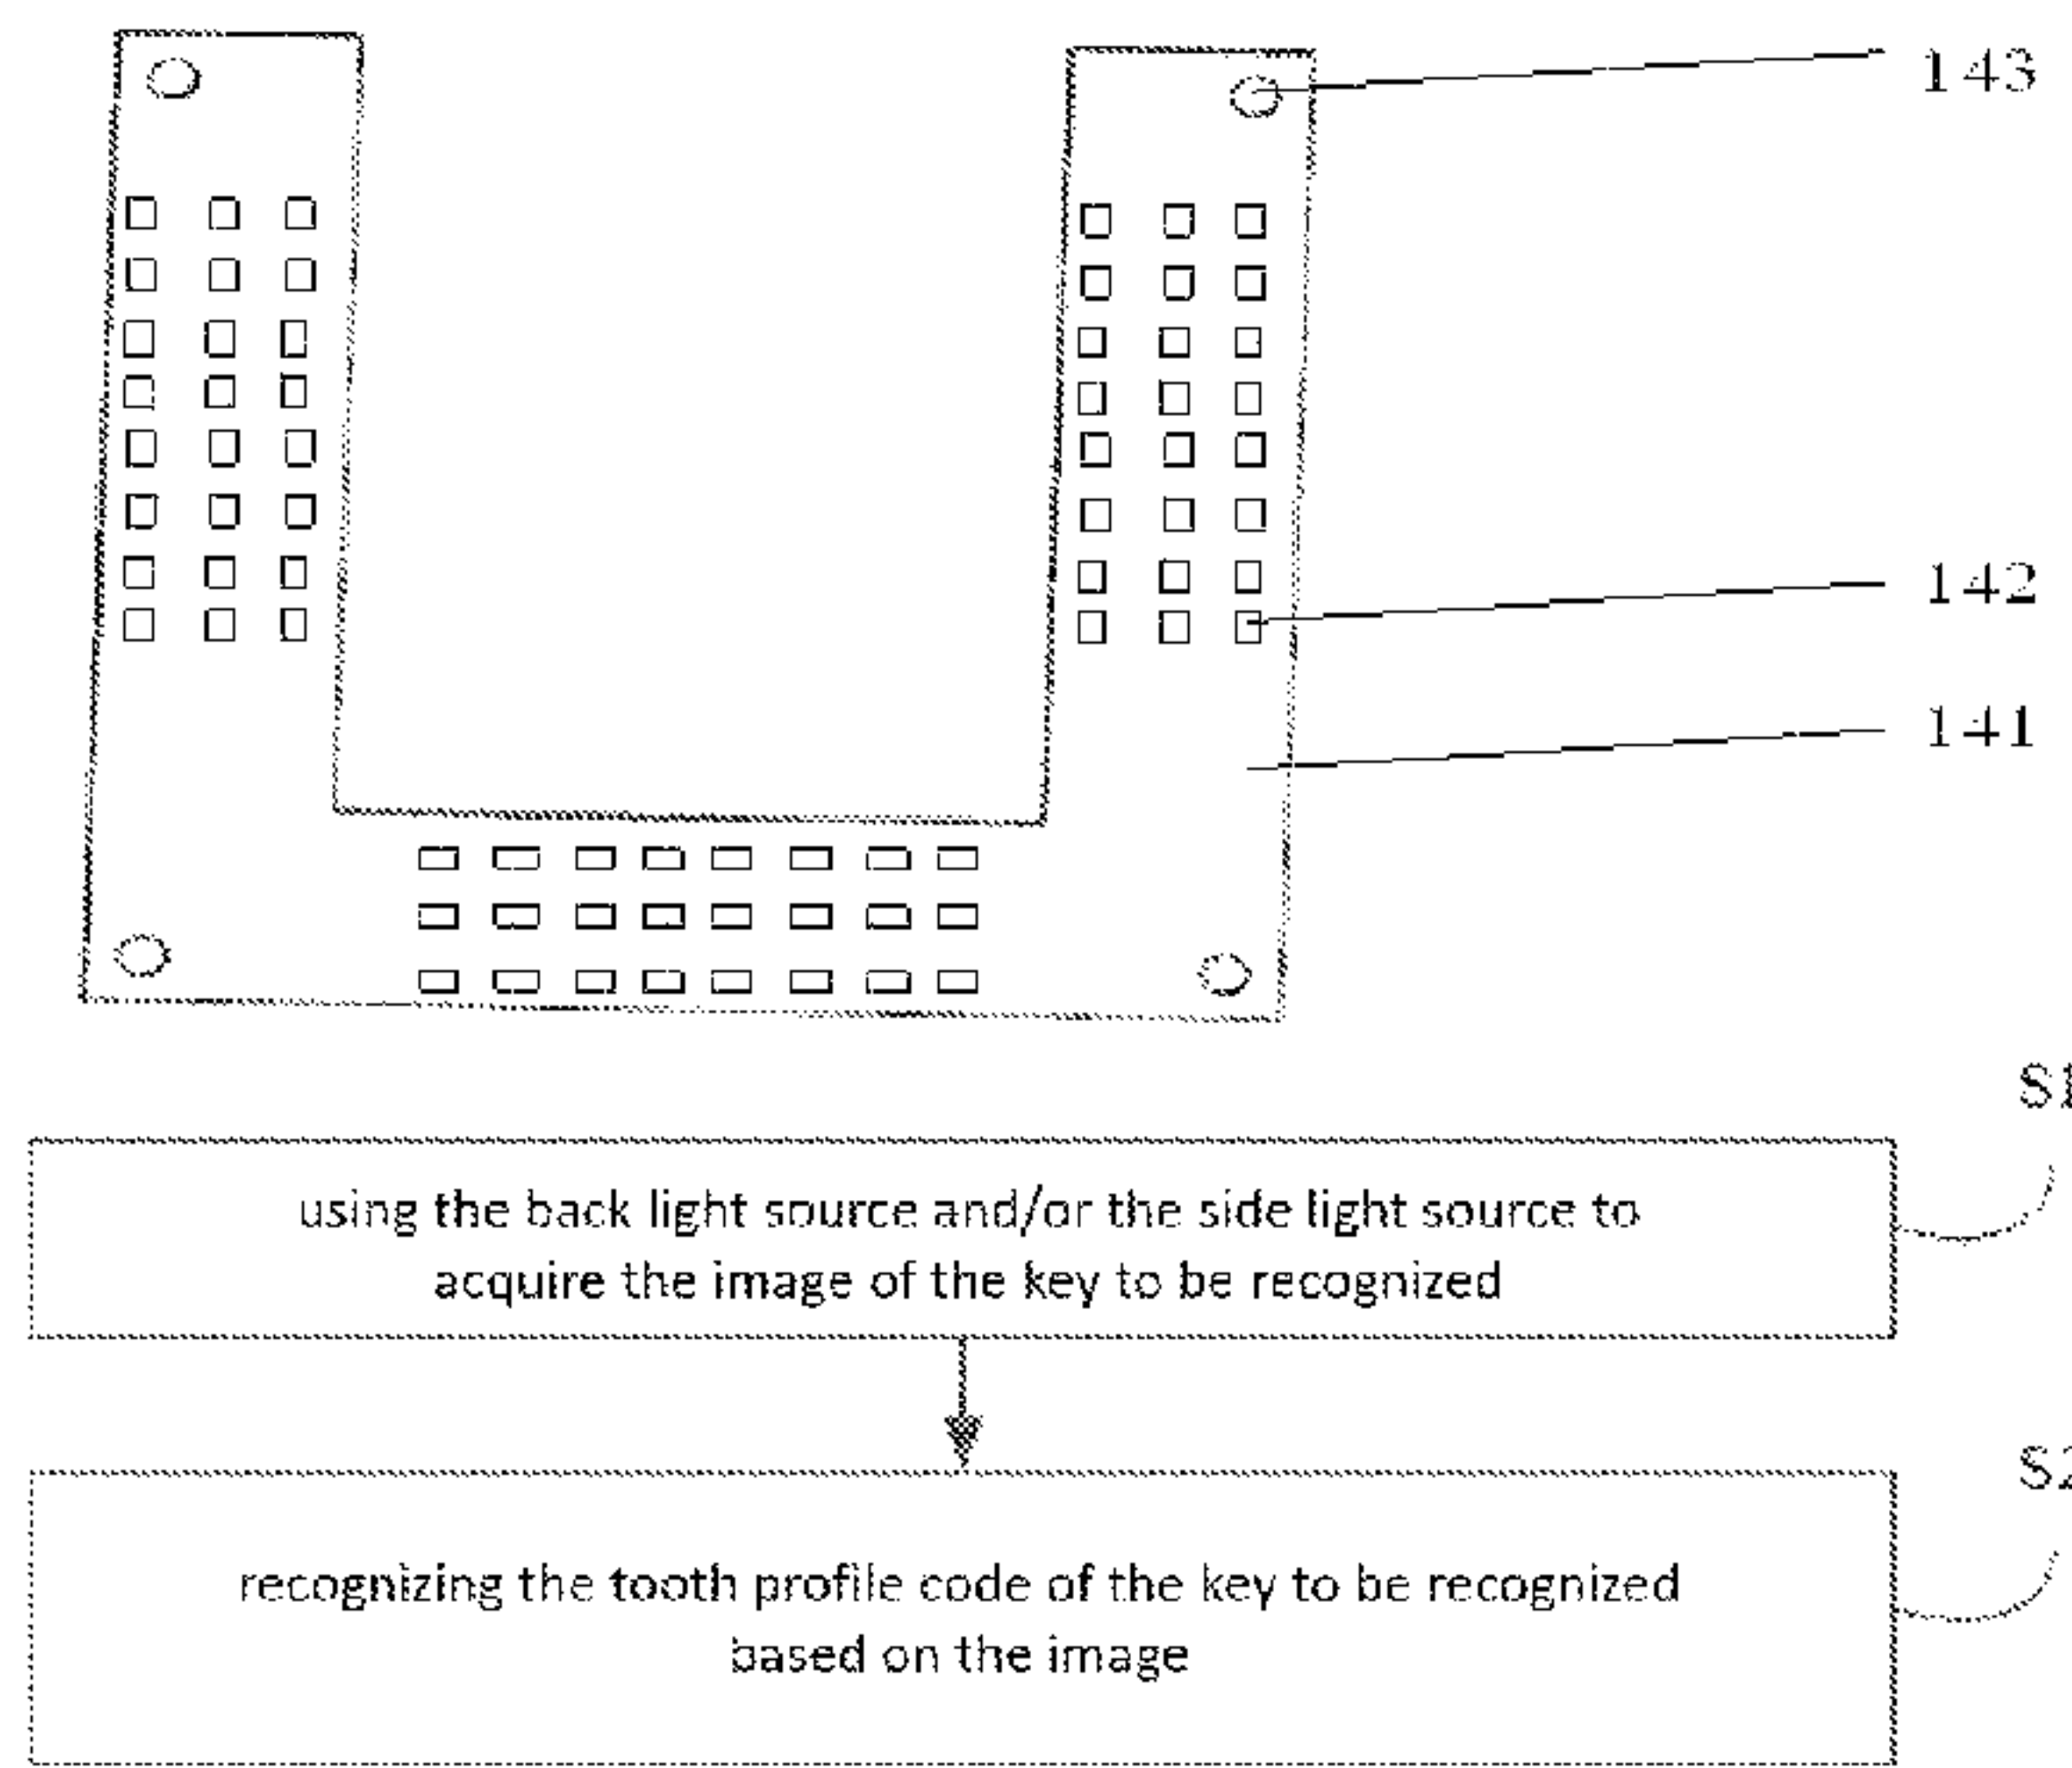 143
142
141
S1
using the back light source and/or the side light source to
acquire the image of the key to be recognized
S2
recognizing the tooth profile code of the key to be recognized
based on the image